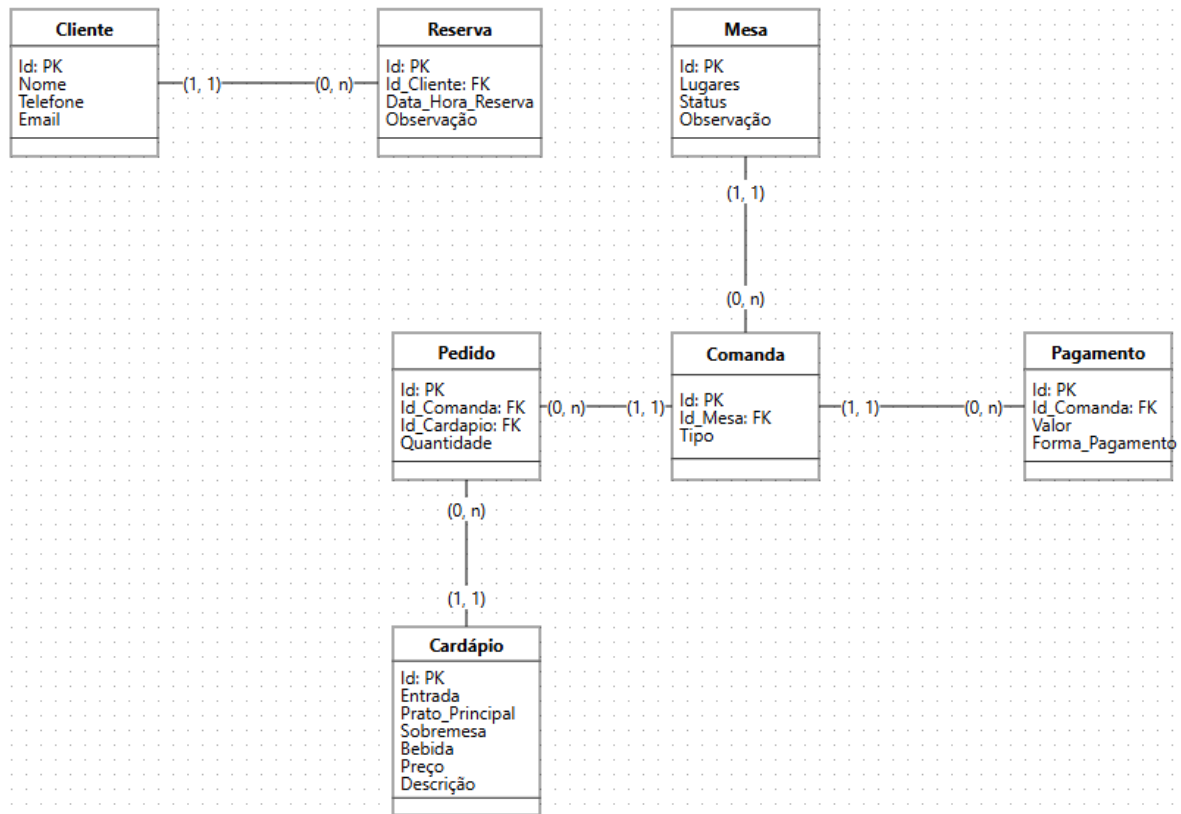 Cliente
Id: PK
Nome
Telefone
Email
(1, 1)
(0, n)
Reserva
Id: PK
Id_Cliente: FK
Data_Hora_Reserva
Observação
Mesa
Id: PK
Lugares
Status
Observação
(1, 1)
(0, n)
Pedido
Id: PK
Id_Comanda: FK
Id_Cardapio: FK
Quantidade
(0, n)
(1, 1)
Comanda
Id: PK
Id_Mesa: FK
Tipo
(1, 1)
(0, n)
Pagamento
Id: PK
Id_Comanda: FK
Valor
Forma_Pagamento
(0, n)
(1, 1)
Cardápio
Id: PK
Entrada
Prato_Principal
Sobremesa
Bebida
Preço
Descrição